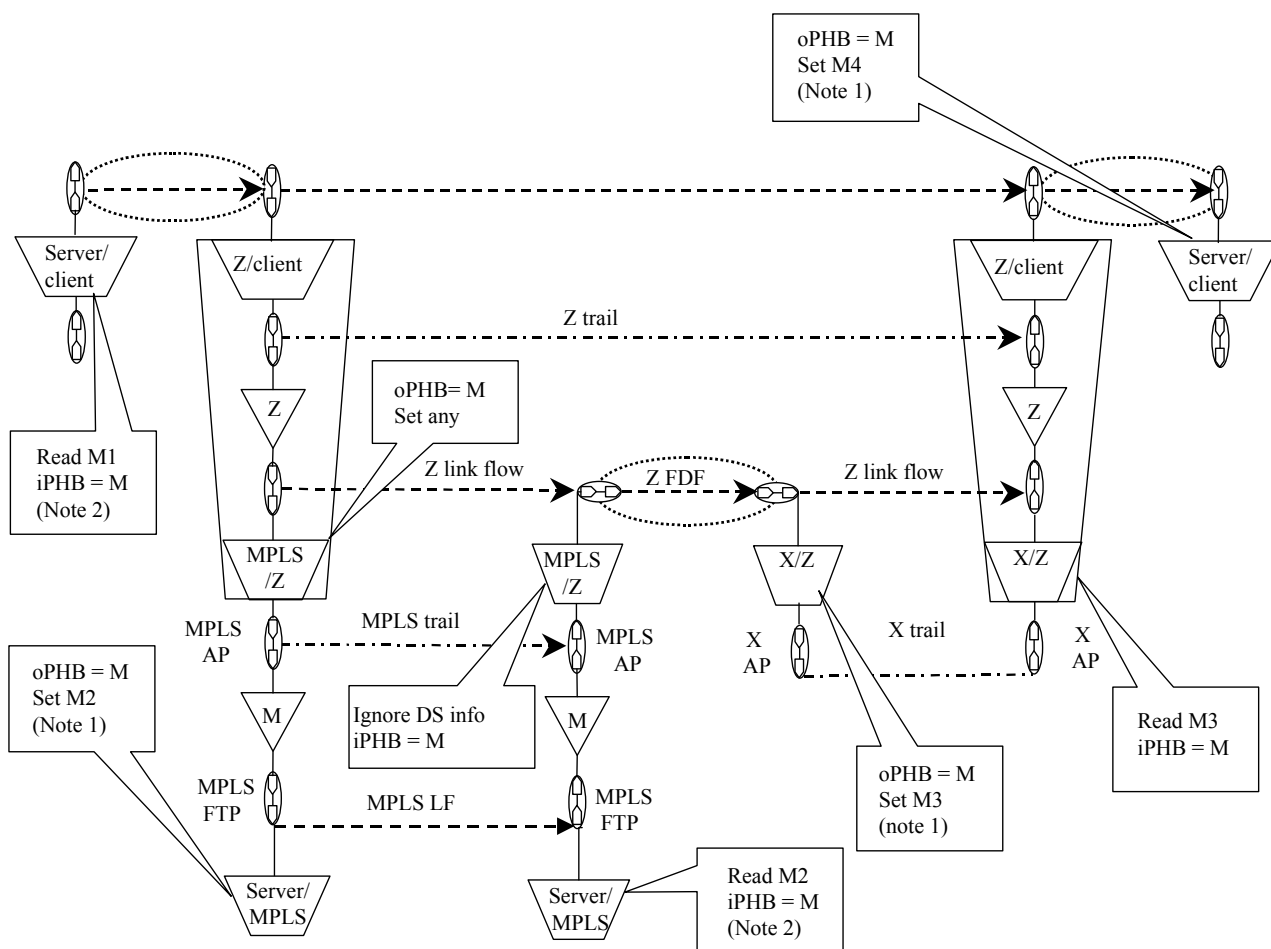 oPHB = M
Set M4
(Note 1)
Server/
client
Z/client
Z/client
Server/
client
Z trail
oPHB= M
Set any
Z
Z
Read M1
iPHB = M
(Note 2)
Z link flow
Z FDF
Z link flow
MPLS
/Z
MPLS
/Z
X/Z
X/Z
MPLS
AP
MPLS trail
MPLS
AP
X
AP
X trail
X
AP
oPHB = M
Set M2
(Note 1)
M
Ignore DS info
iPHB = M
M
Read M3
iPHB = M
MPLS
FTP
MPLS LF
MPLS
FTP
oPHB = M
Set M3
(note 1)
Server/
MPLS
Server/
MPLS
Read M2
iPHB = M
(Note 2)